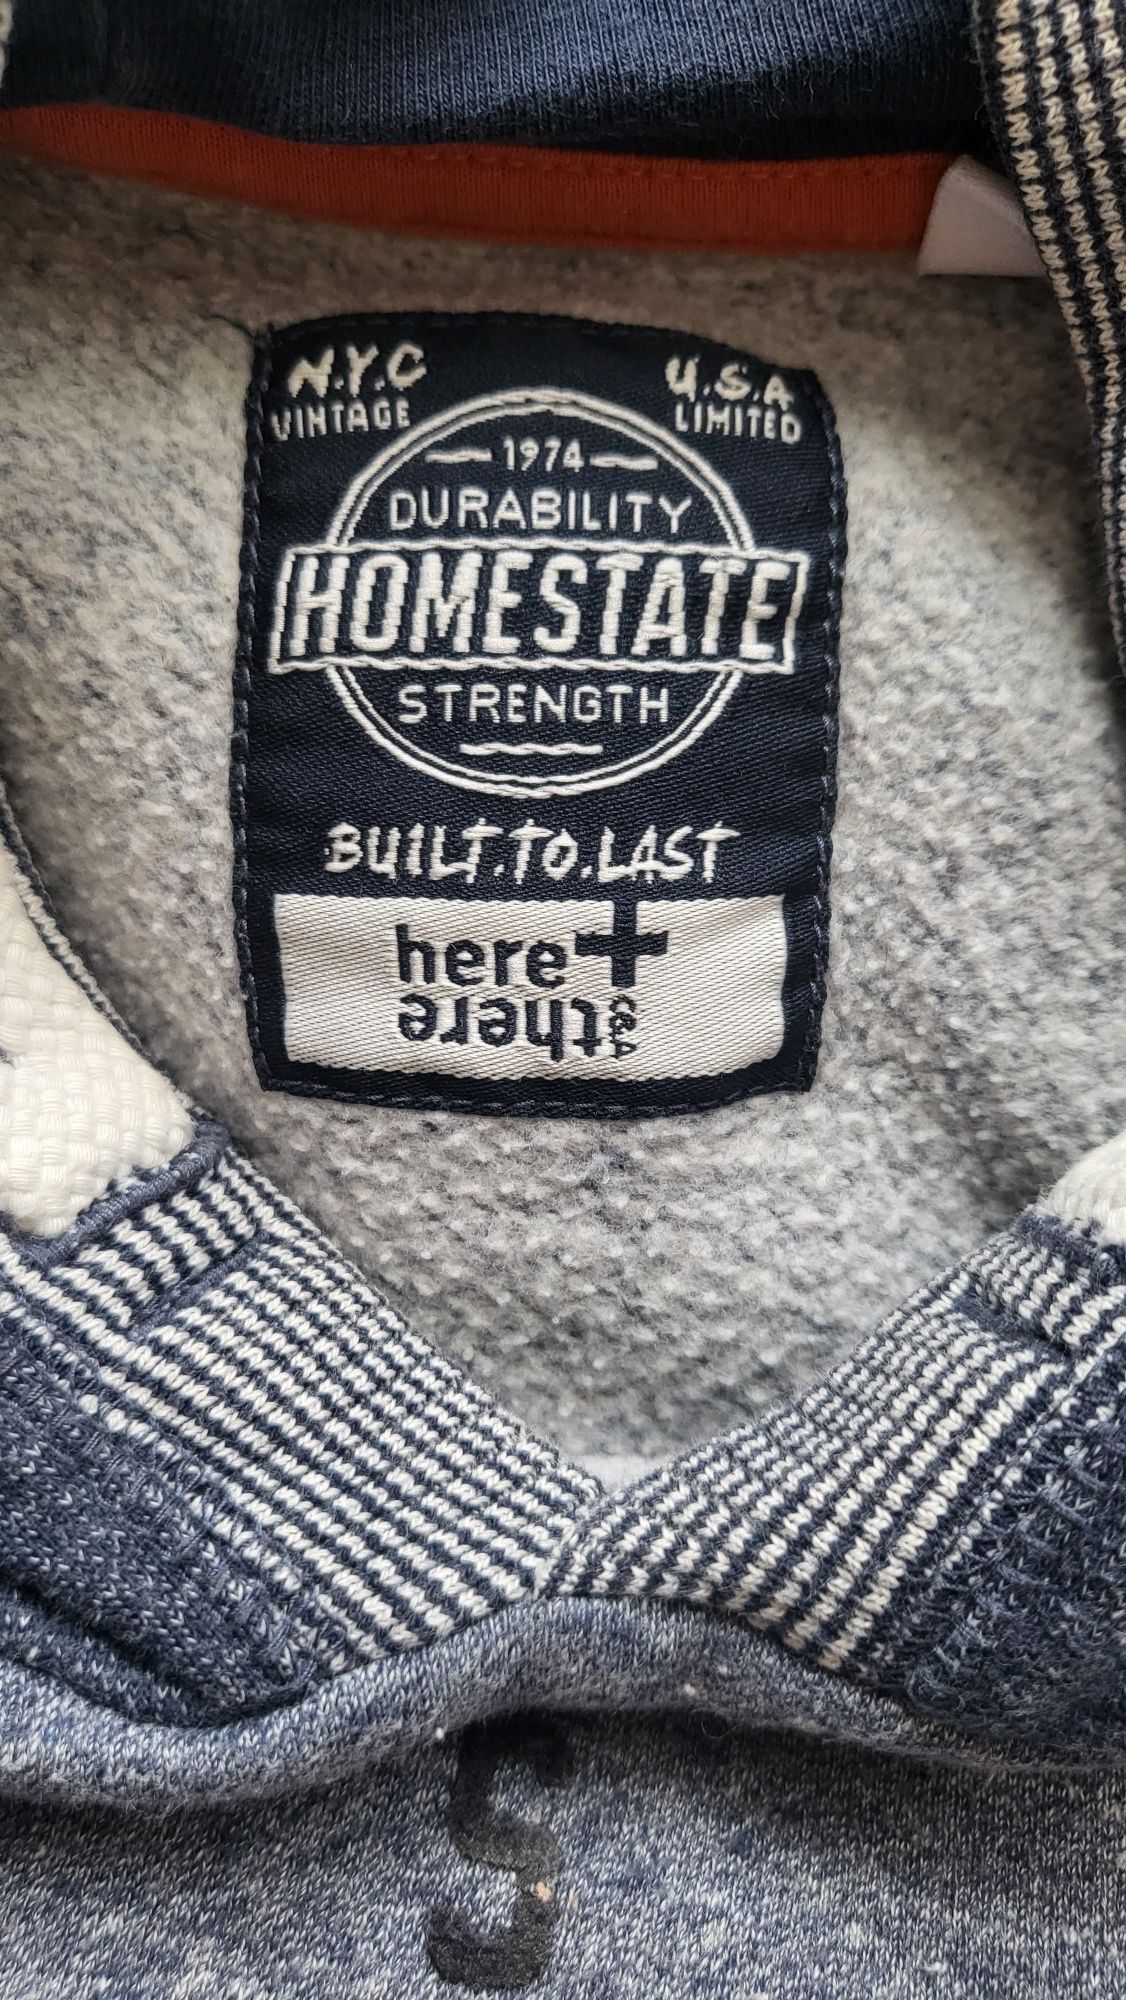 N.Y.C
VINTAGE
U.S.A
LIMITED
1974
DURABILITY
HOMESTATE
STRENGTH
BUILT.TO.LAST
here+
there
C&A